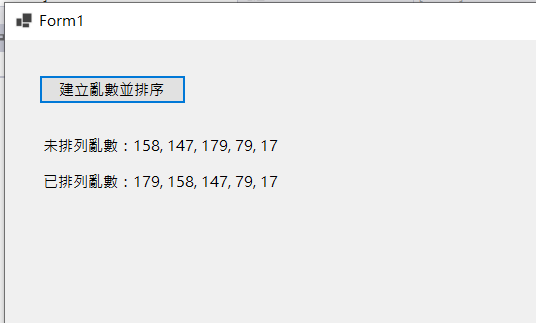 Form1
建立亂數並排序
未排列亂數：158, 147, 179, 79, 17
已排列亂數：179, 158, 147, 79, 17